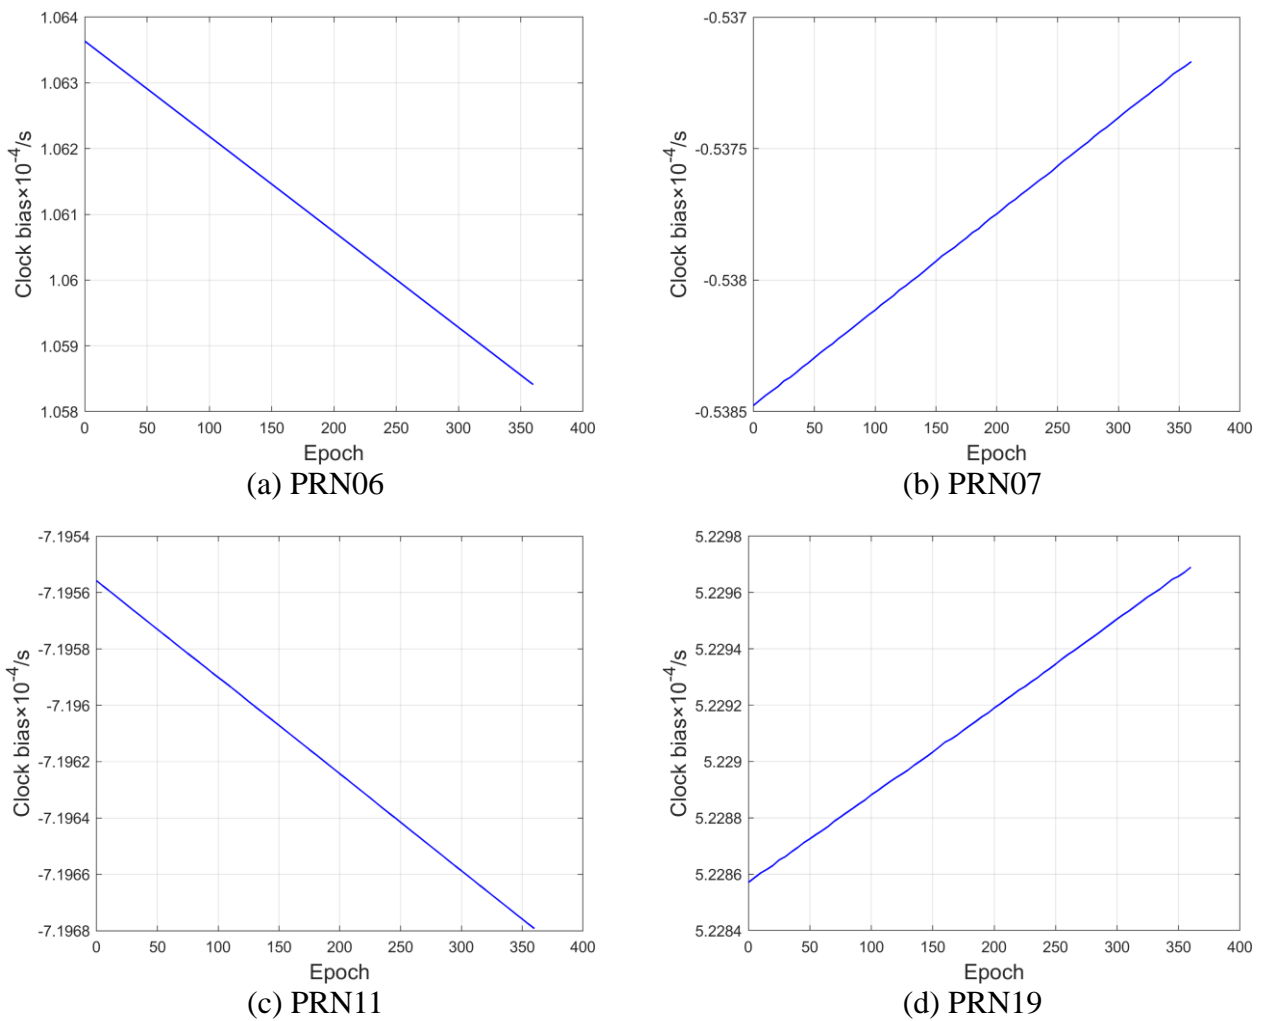 1.064
1.063
1.062
1.061
1.06
1.059
1.058
Clock bias×10⁻⁴/s
0 50 100 150 200 250 300 350 400
Epoch
(a) PRN06
-0.537
-0.5375
-0.538
-0.5385
Clock bias×10⁻⁴/s
0 50 100 150 200 250 300 350 400
Epoch
(b) PRN07
-7.1954
-7.1956
-7.1958
-7.196
-7.1962
-7.1964
-7.1966
-7.1968
Clock bias×10⁻⁴/s
0 50 100 150 200 250 300 350 400
Epoch
(c) PRN11
5.2298
5.2296
5.2294
5.2292
5.229
5.2288
5.2286
5.2284
Clock bias×10⁻⁴/s
0 50 100 150 200 250 300 350 400
Epoch
(d) PRN19